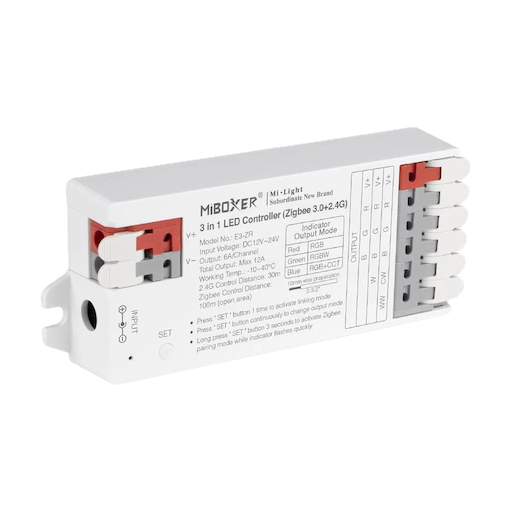 MiBOXER®
Mi•Light
Subordinate New Brand
3 in 1 LED Controller (Zigbee 3.0+2.4G)
Model No.: E3-ZR
Input Voltage: DC12V~24V
Output: 6A/Channel
Total Output: Max 12A
Working Temp.: -10~40°C
2.4G Control Distance: 30m
Zigbee Control Distance:
100m (open area)
Indicator
Output Mode
Red RGB
Green RGBW
Blue RGB+CCT
10mm wire preparation
• Press "SET" button 1 time to activate linking mode
• Press "SET" button continuously to change output mode
• Long press "SET" button 3 seconds to activate Zigbee
pairing mode while indicator flashes quickly
V+
V−
INPUT
SET
OUTPUT
V+ V+ V+
R R R
G G G
B B B
W CW
WW